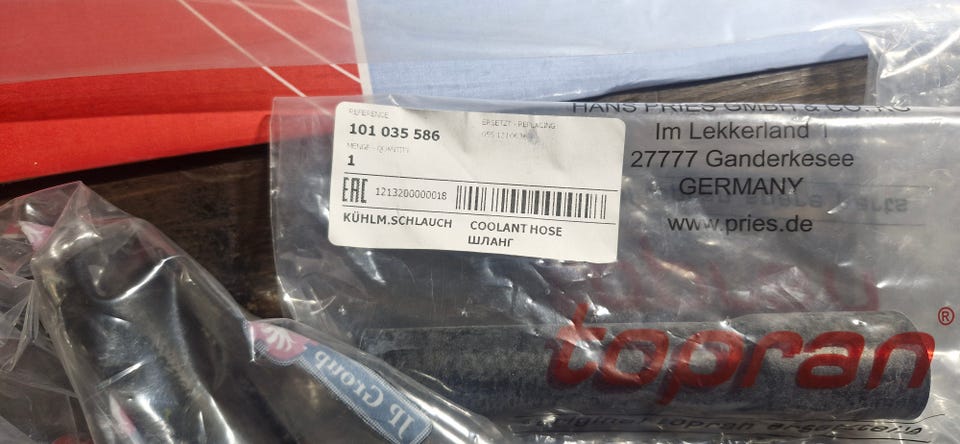 HANS PRIES GMBH & CO.
Im Lekkerland 1
27777 Ganderkesee
GERMANY
www.pries.de
REFERENCE
101 035 586
ERSETZT - REPLACING
MENGE - QUANTITY
1
EAC 1213200000018
KÜHLM.SCHLAUCH COOLANT HOSE
ШЛАНГ
topran®
JP Group